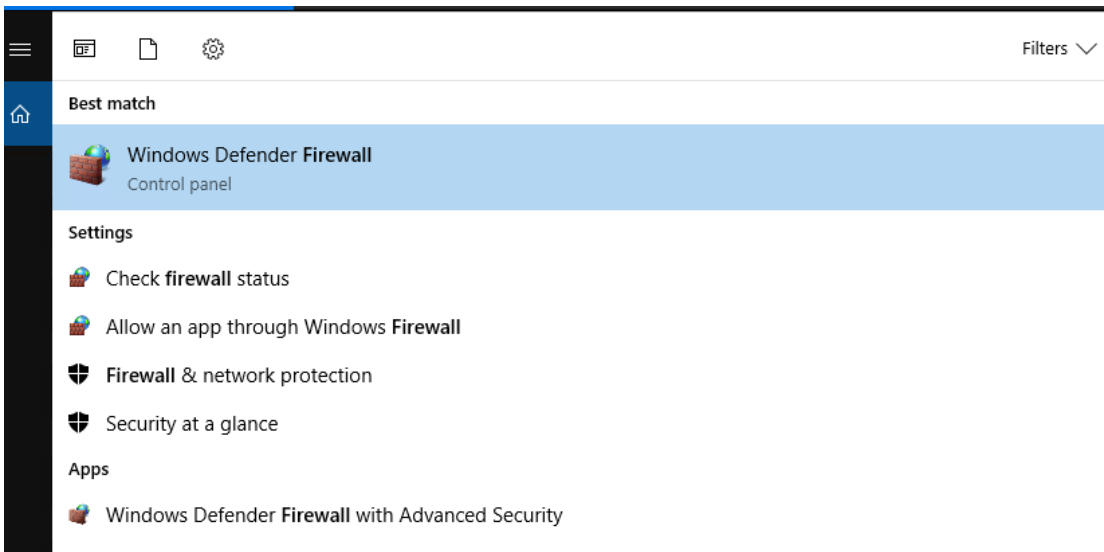 Filters
Best match
Windows Defender Firewall
Control panel
Settings
Check firewall status
Allow an app through Windows Firewall
Firewall & network protection
Security at a glance
Apps
Windows Defender Firewall with Advanced Security